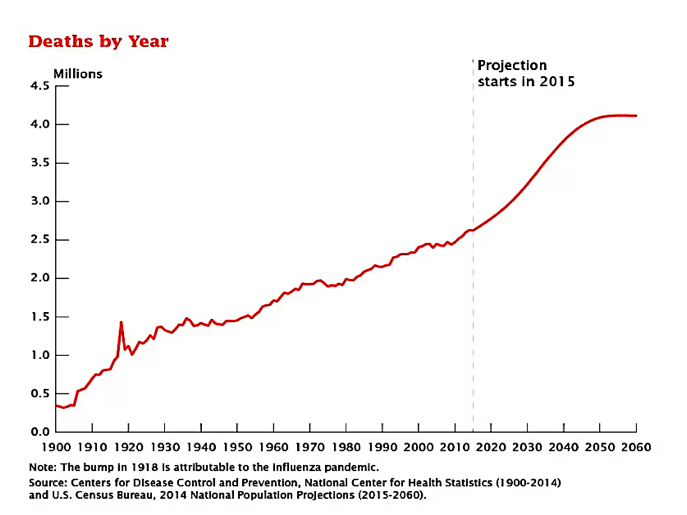 Deaths by Year
Millions
Projection
starts in 2015
4.5
4.0
3.5
3.0
2.5
2.0
1.5
1.0
0.5
0.0
1900 1910 1920 1930 1940 1950 1960 1970 1980 1990 2000 2010 2020 2030 2040 2050 2060
Note: The bump in 1918 is attributable to the influenza pandemic.
Source: Centers for Disease Control and Prevention, National Center for Health Statistics (1900-2014)
and U.S. Census Bureau, 2014 National Population Projections (2015-2060).